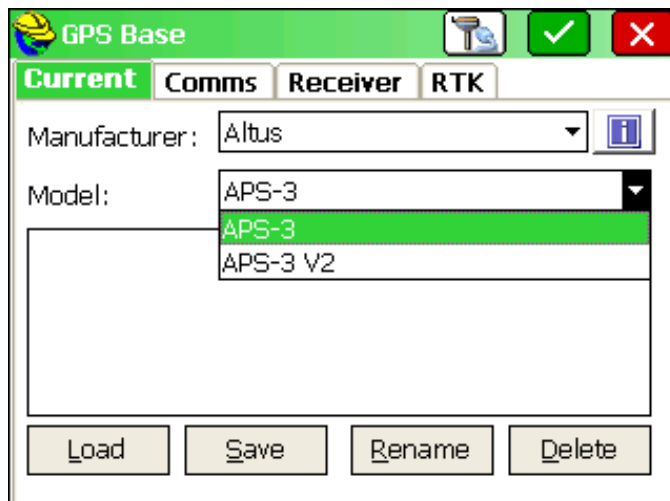 GPS Base
Current Comms Receiver RTK
Manufacturer: Altus
Model: APS-3
APS-3
APS-3 V2
Load Save Rename Delete